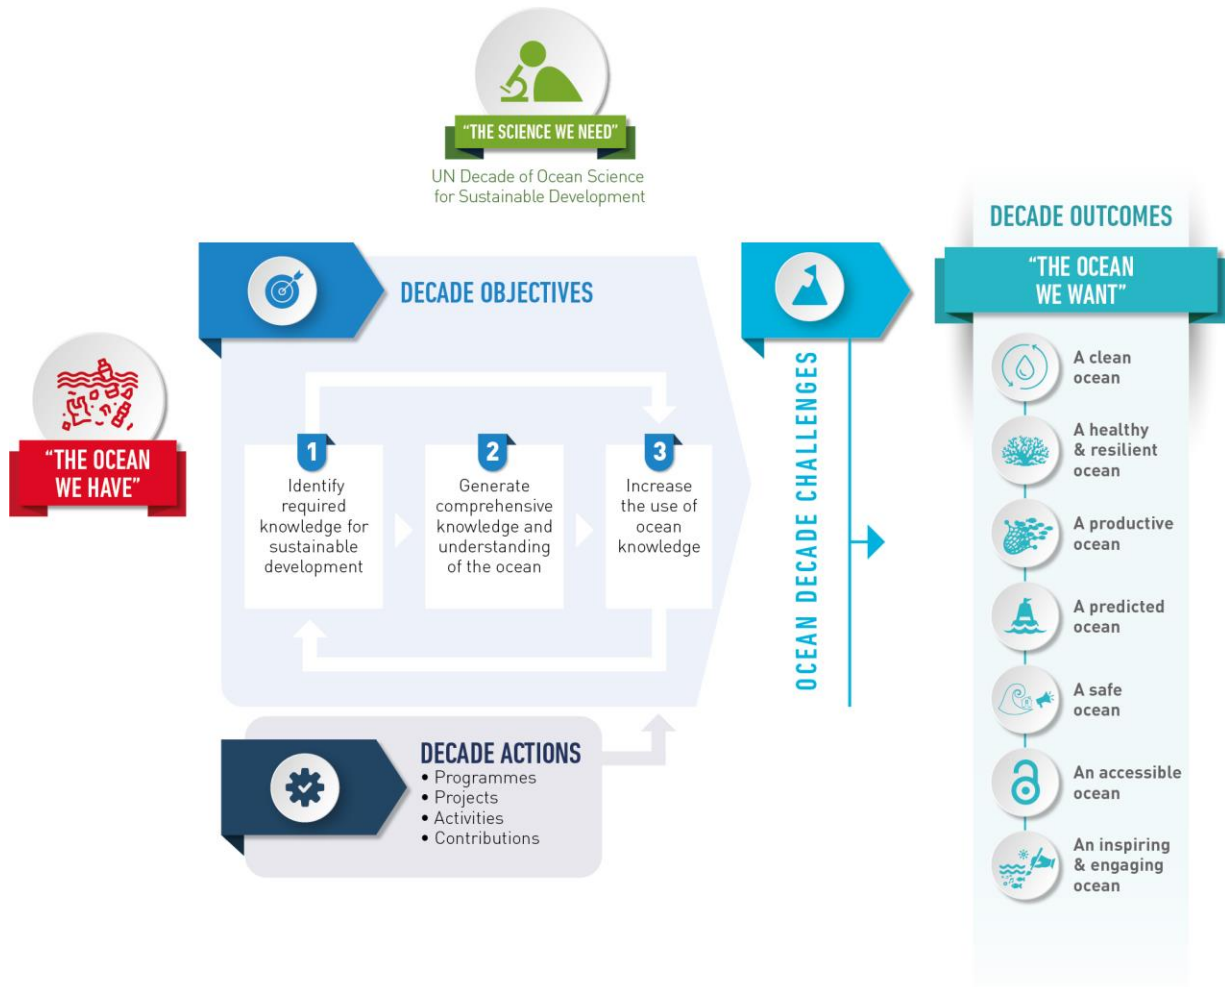 “THE SCIENCE WE NEED”
UN Decade of Ocean Science
for Sustainable Development
“THE OCEAN
WE HAVE”
DECADE OBJECTIVES
1
Identify
required
knowledge for
sustainable
development
2
Generate
comprehensive
knowledge and
understanding
of the ocean
3
Increase
the use of
ocean
knowledge
DECADE ACTIONS
• Programmes
• Projects
• Activities
• Contributions
OCEAN DECADE CHALLENGES
DECADE OUTCOMES
“THE OCEAN
WE WANT”
A clean
ocean
A healthy
& resilient
ocean
A productive
ocean
A predicted
ocean
A safe
ocean
An accessible
ocean
An inspiring
& engaging
ocean